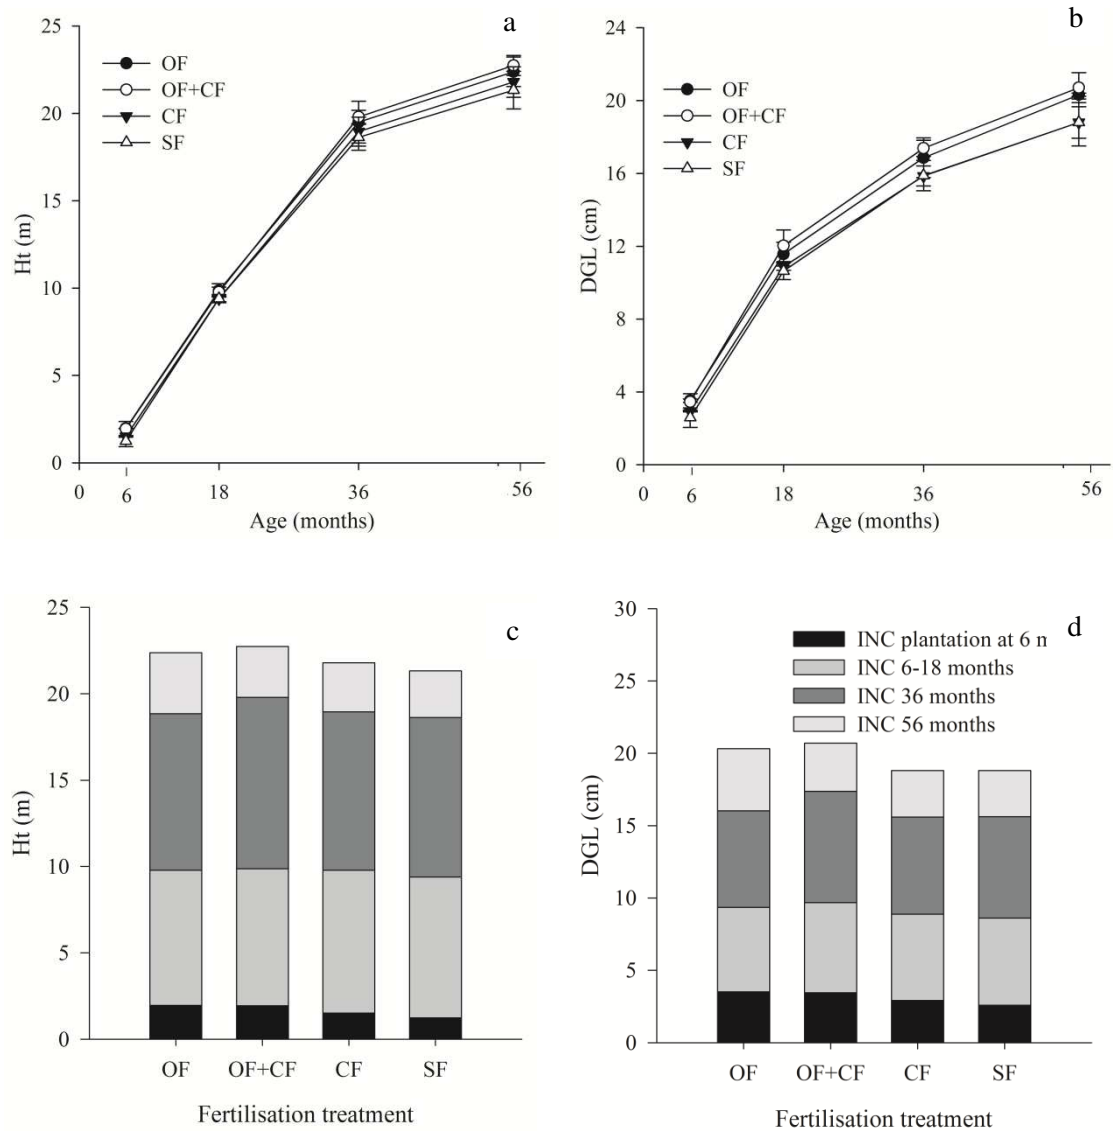 a
25
20
15
10
5
0
Ht (m)
OF
OF+CF
CF
SF
0 6 18 36 56
Age (months)
b
24
20
16
12
8
4
0
DGL (cm)
OF
OF+CF
CF
SF
0 6 18 36 56
Age (months)
c
25
20
15
10
5
0
Ht (m)
OF OF+CF CF SF
Fertilisation treatment
d
30
25
20
15
10
5
0
DGL (cm)
INC plantation at 6 m
INC 6-18 months
INC 36 months
INC 56 months
OF OF+CF CF SF
Fertilisation treatment